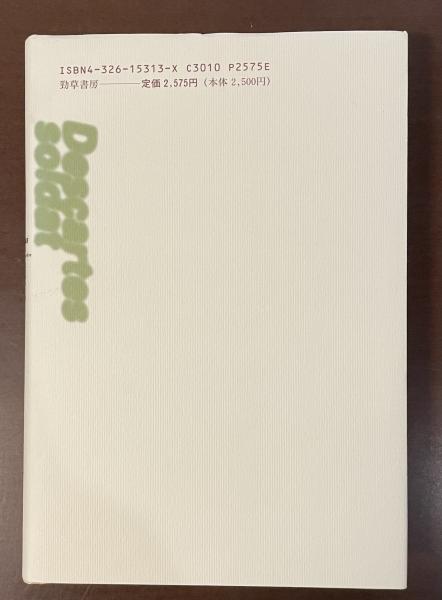 ISBN4-326-15313-X C3010 P2575E
勁草書房————定価2,575円(本体2,500円)
Descartes
soldat